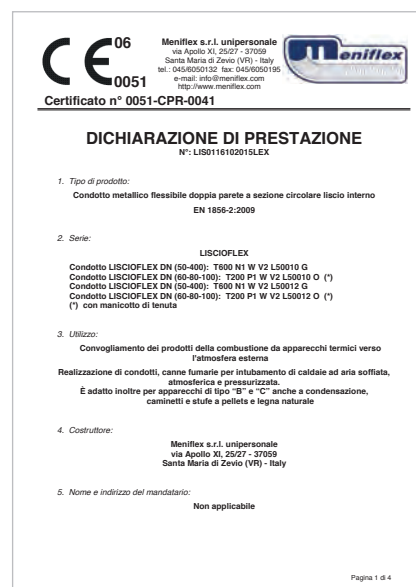 06
0051
Meniflex s.r.l. unipersonale
via Apollo XI, 25/27 - 37059
Santa Maria di Zevio (VR) - Italy
tel.: 045/6050132 fax: 045/6050195
e-mail: info@meniflex.com
http://www.meniflex.com
Meniflex
Certificato n° 0051-CPR-0041
DICHIARAZIONE DI PRESTAZIONE
N°: LIS0116102015LEX
1. Tipo di prodotto:
Condotto metallico flessibile doppia parete a sezione circolare liscio interno
EN 1856-2:2009
2. Serie:
LISCIOFLEX
Condotto LISCIOFLEX DN (50-400): T600 N1 W V2 L50010 G
Condotto LISCIOFLEX DN (60-80-100): T200 P1 W V2 L50010 O (*)
Condotto LISCIOFLEX DN (50-400): T600 N1 W V2 L50012 G
Condotto LISCIOFLEX DN (60-80-100): T200 P1 W V2 L50012 O (*)
(*) con manicotto di tenuta
3. Utilizzo:
Convogliamento dei prodotti della combustione da apparecchi termici verso
l'atmosfera esterna
Realizzazione di condotti, canne fumarie per intubamento di caldaie ad aria soffiata,
atmosferica e pressurizzata.
È adatto inoltre per apparecchi di tipo "B" e "C" anche a condensazione,
caminetti e stufe a pellets e legna naturale
4. Costruttore:
Meniflex s.r.l. unipersonale
via Apollo XI, 25/27 - 37059
Santa Maria di Zevio (VR) - Italy
5. Nome e indirizzo del mandatario:
Non applicabile
Pagina 1 di 4